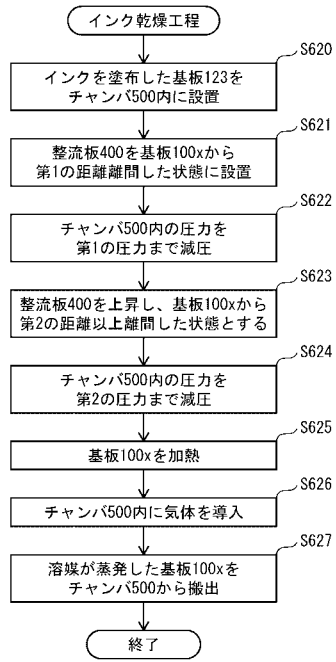 インク乾燥工程
S620
インクを塗布した基板123を
チャンバ500内に設置
S621
整流板400を基板100xから
第1の距離離間した状態に設置
S622
チャンバ500内の圧力を
第1の圧力まで減圧
S623
整流板400を上昇し、基板100xから
第2の距離以上離間した状態とする
S624
チャンバ500内の圧力を
第2の圧力まで減圧
S625
基板100xを加熱
S626
チャンバ500内に気体を導入
S627
溶媒が蒸発した基板100xを
チャンバ500から搬出
終了